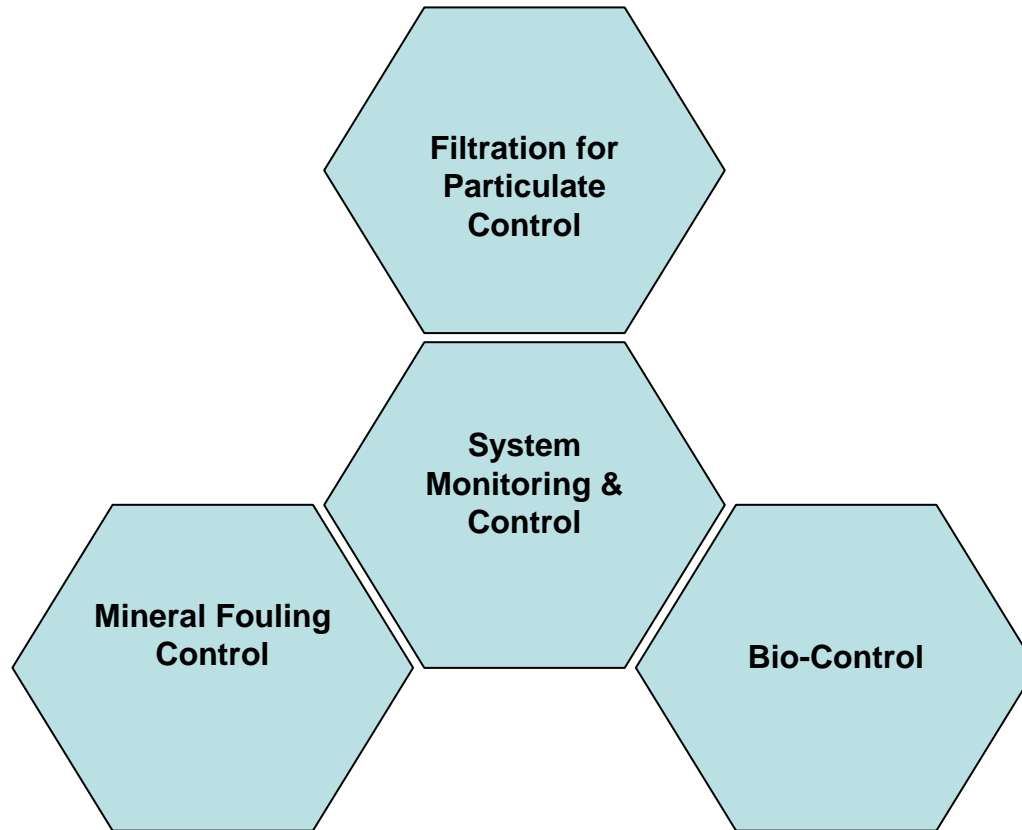 Filtration for
Particulate
Control
System
Monitoring &
Control
Mineral Fouling
Control
Bio-Control